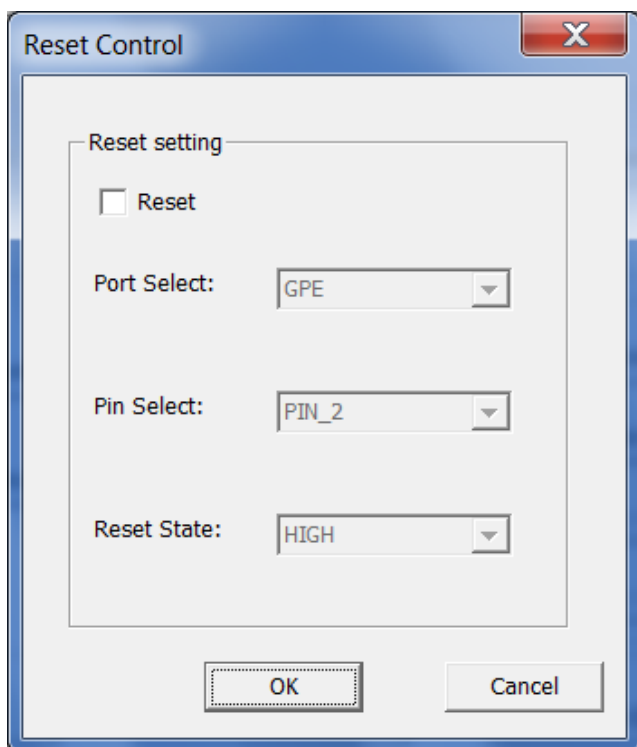 Reset Control
Reset setting
Reset
Port Select: GPE
Pin Select: PIN_2
Reset State: HIGH
OK Cancel